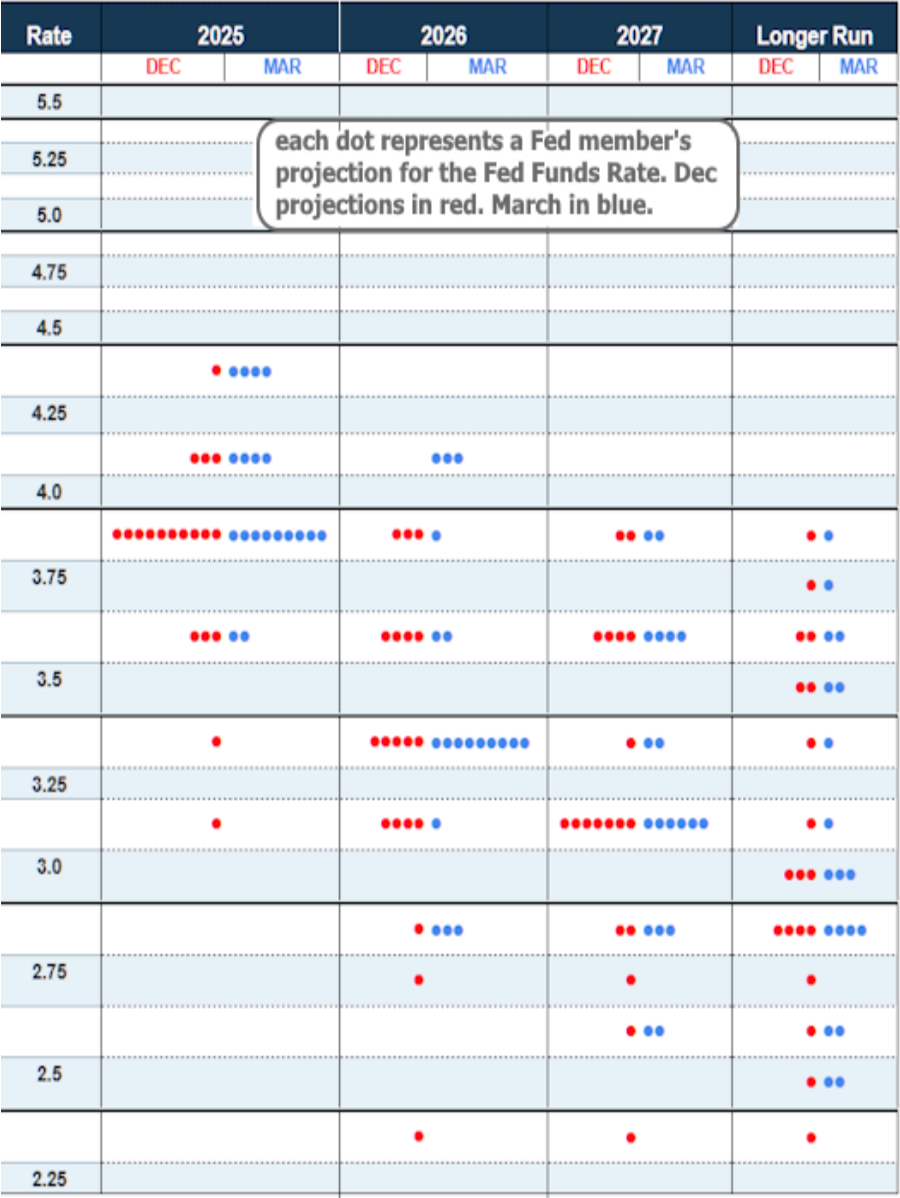 Rate 2025 2026 2027 Longer Run
DEC MAR DEC MAR DEC MAR DEC MAR
5.5
each dot represents a Fed member's
5.25
projection for the Fed Funds Rate. Dec
projections in red. March in blue.
5.0
4.75
4.5
4.25
4.0
3.75
3.5
3.25
3.0
2.75
2.5
2.25